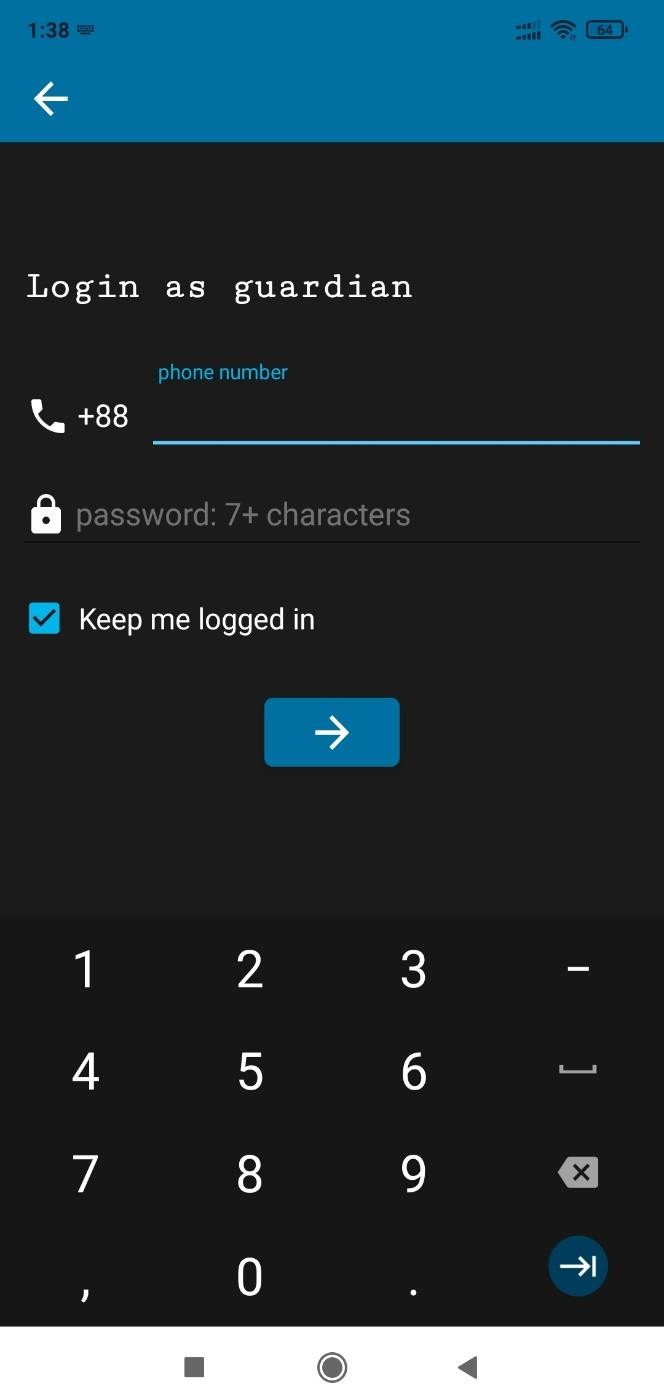 1:38
64
Login as guardian
phone number
+88
password: 7+ characters
Keep me logged in
1 2 3 -
4 5 6
7 8 9
, 0 .